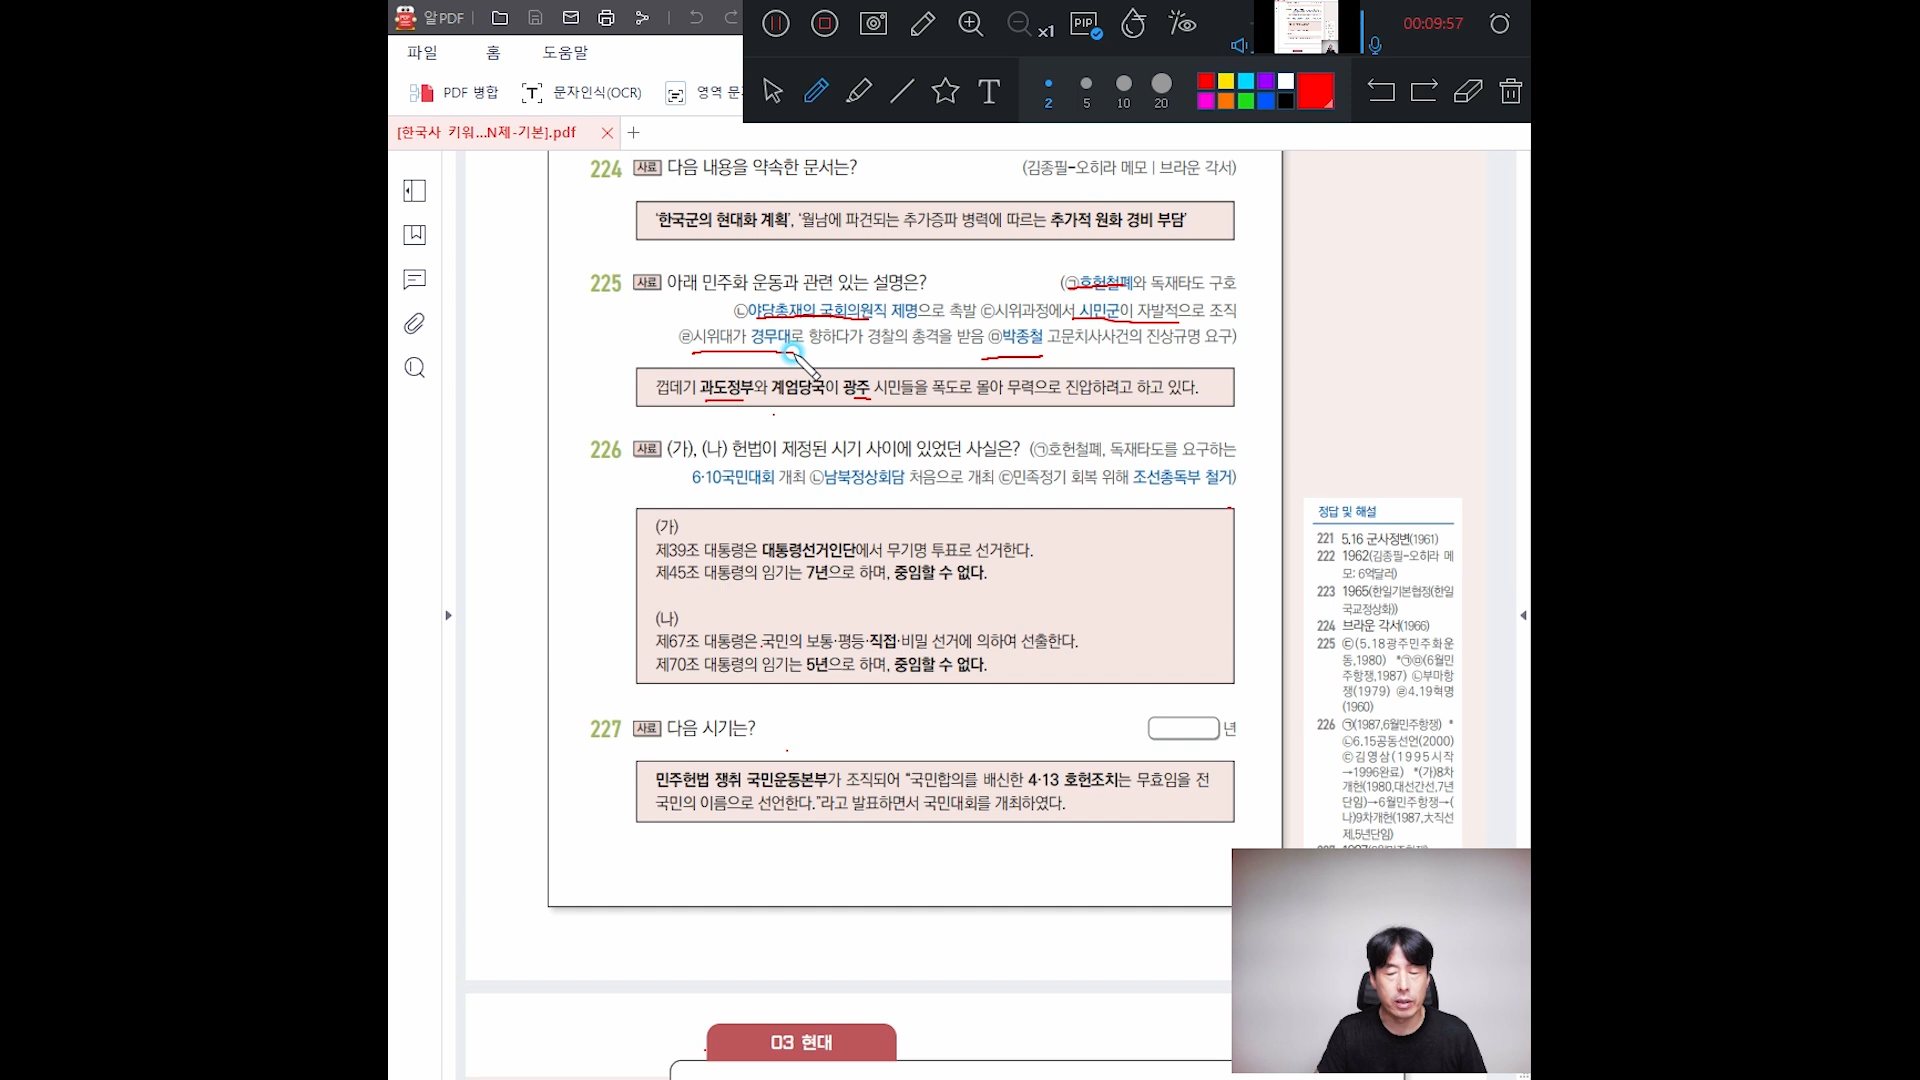 알PDF
x1
PIP
00:09:57
파일 홈 도움말
PDF 병합 문자인식(OCR) 영역 문
T
2 5 10 20
[한국사 키워...N제-기본].pdf
224 사료 다음 내용을 약속한 문서는? (김종필-오히라 메모 | 브라운 각서)
‘한국군의 현대화 계획’, ‘월남에 파견되는 추가증파 병력에 따르는 추가적 원화 경비 부담’
225 사료 아래 민주화 운동과 관련 있는 설명은? (㉠호헌철폐와 독재타도 구호
㉡야당총재의 국회의원직 제명으로 촉발 ㉢시위과정에서 시민군이 자발적으로 조직
㉣시위대가 경무대로 향하다가 경찰의 총격을 받음 ㉤박종철 고문치사사건의 진상규명 요구)
껍데기 과도정부와 계엄당국이 광주 시민들을 폭도로 몰아 무력으로 진압하려고 하고 있다.
226 사료 (가), (나) 헌법이 제정된 시기 사이에 있었던 사실은? (㉠호헌철폐, 독재타도를 요구하는
6·10국민대회 개최 ㉡남북정상회담 처음으로 개최 ㉢민족정기 회복 위해 조선총독부 철거)
(가)
제39조 대통령은 대통령선거인단에서 무기명 투표로 선거한다.
제45조 대통령의 임기는 7년으로 하며, 중임할 수 없다.
(나)
제67조 대통령은 국민의 보통·평등·직접·비밀 선거에 의하여 선출한다.
제70조 대통령의 임기는 5년으로 하며, 중임할 수 없다.
227 사료 다음 시기는? 년
민주헌법 쟁취 국민운동본부가 조직되어 “국민합의를 배신한 4·13 호헌조치는 무효임을 전
국민의 이름으로 선언한다.”라고 발표하면서 국민대회를 개최하였다.
정답 및 해설
221 5.16 군사정변(1961)
222 1962(김종필-오히라 메
모: 6억달러)
223 1965(한일기본협정(한일
국교정상화))
224 브라운 각서(1966)
225 ㉢(5.18광주민주화운
동,1980) *㉠㉤(6월민
주항쟁,1987) ㉡부마항
쟁(1979) ㉣4.19혁명
(1960)
226 ㉠(1987,6월민주항쟁) *
㉡6.15공동선언(2000)
㉢김영삼(1995시작
→1996완료) *(가)8차
개헌(1980,대선간선,7년
단임)→6월민주항쟁→(
나)9차개헌(1987,大직선
제,5년단임)
03 현대